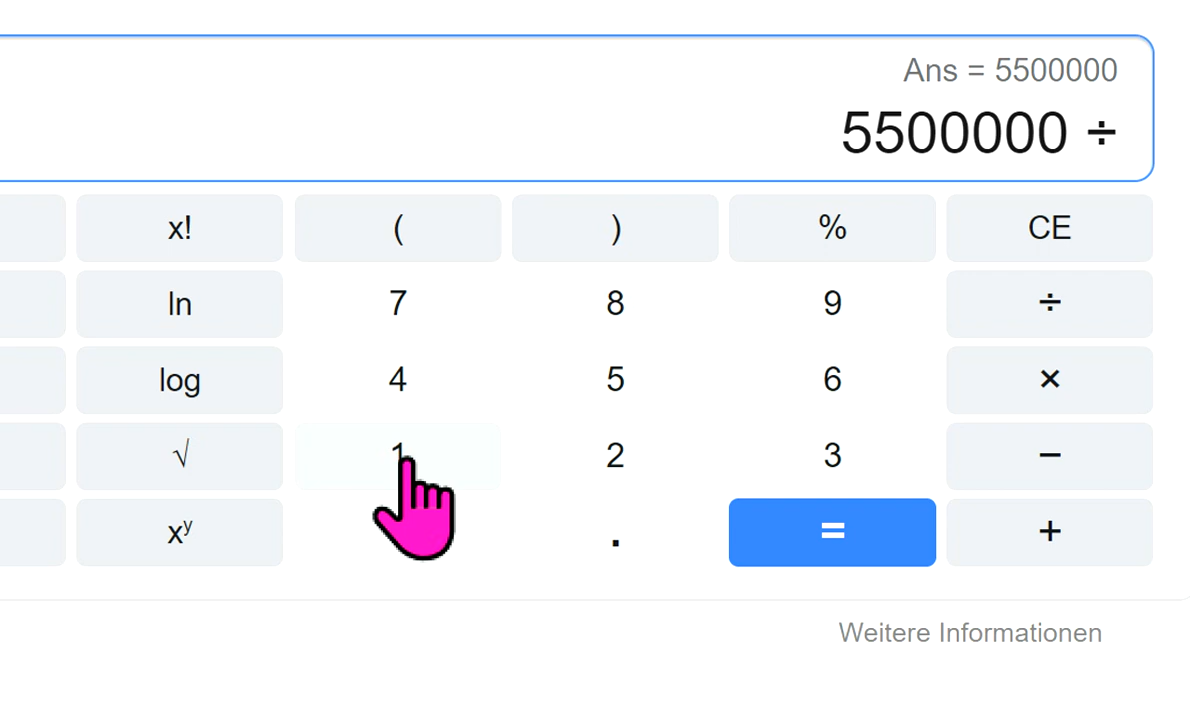 Ans = 5500000
5500000 ÷
x! ( ) % CE
ln 7 8 9 ÷
log 4 5 6 ×
√ 1 2 3 −
xʸ . = +
Weitere Informationen